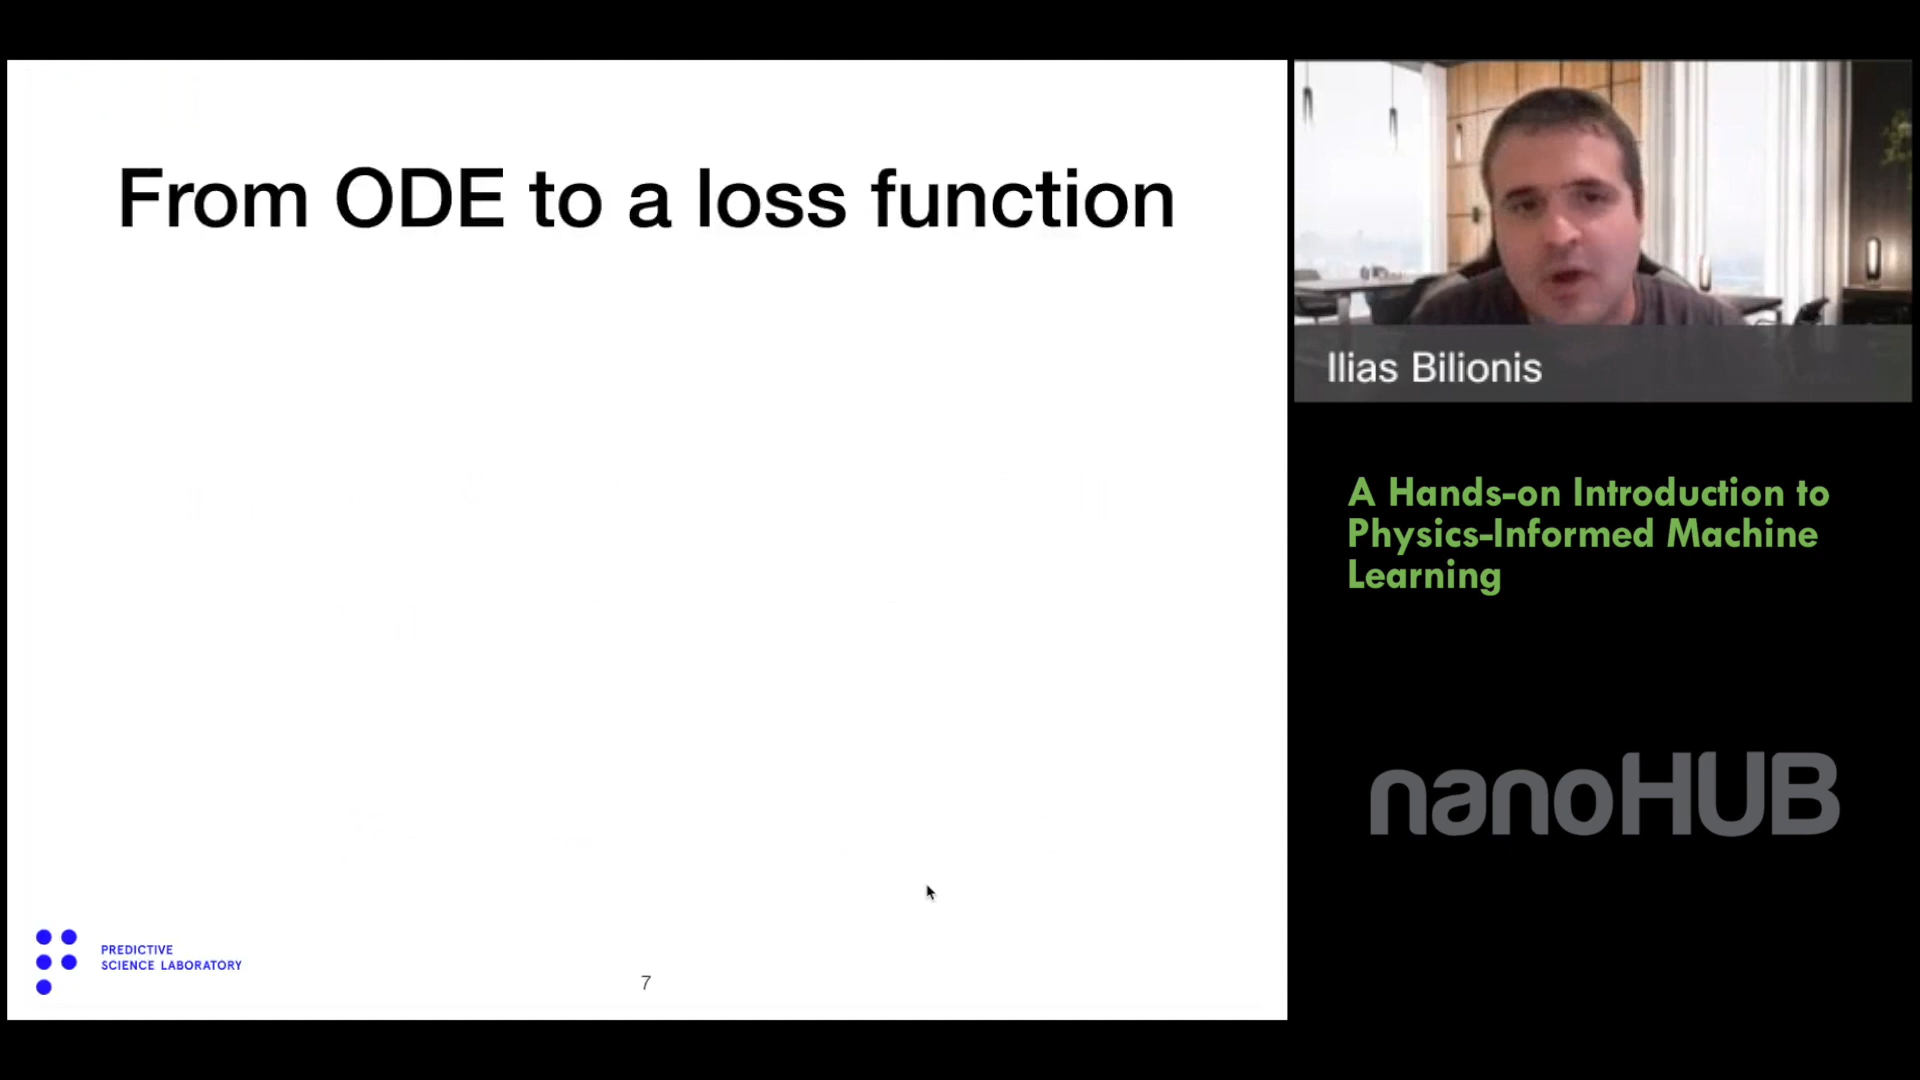 From ODE to a loss function
PREDICTIVE
SCIENCE LABORATORY
7
Ilias Bilionis
A Hands-on Introduction to
Physics-Informed Machine
Learning
nanoHUB